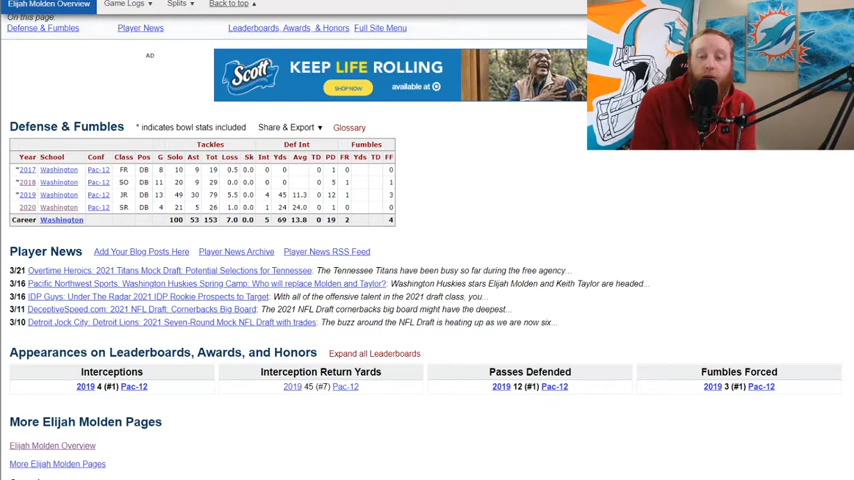 Elijah Molden Overview Game Logs ▼ Splits ▼ Back to top ▲
On this page:
Defense & Fumbles Player News Leaderboards, Awards, & Honors Full Site Menu
AD
Scott KEEP LIFE ROLLING
SHOP NOW available at
Defense & Fumbles * indicates bowl stats included Share & Export ▼ Glossary
Tackles Def Int Fumbles
Year School Conf Class Pos G Solo Ast Tot Loss Sk Int Yds Avg TD PD FR Yds TD FF
*2017 Washington Pac-12 FR DB 8 10 9 19 0.5 0.0 0 0 0 1 0 0
*2018 Washington Pac-12 SO DB 11 20 9 29 0.0 0.0 0 0 0 5 1 1
*2019 Washington Pac-12 JR DB 13 49 30 79 5.5 0.0 4 45 11.3 0 12 1 3
2020 Washington Pac-12 SR DB 4 21 5 26 1.0 0.0 1 24 24.0 0 1 0 0
Career Washington 100 53 153 7.0 0.0 5 69 13.8 0 19 2 4
Player News Add Your Blog Posts Here Player News Archive Player News RSS Feed
3/21 Overtime Heroics: 2021 Titans Mock Draft: Potential Selections for Tennessee: The Tennessee Titans have been busy so far during the free agency...
3/16 Pacific Northwest Sports: Washington Huskies Spring Camp: Who will replace Molden and Taylor?: Washington Huskies stars Elijah Molden and Keith Taylor are headed...
3/16 IDP Guys: Under The Radar 2021 IDP Rookie Prospects to Target: With all of the offensive talent in the 2021 draft class, you...
3/11 DeceptiveSpeed.com: 2021 NFL Draft: Cornerbacks Big Board: The 2021 NFL Draft cornerbacks big board might have the deepest...
3/10 Detroit Jock City: Detroit Lions: 2021 Seven-Round Mock NFL Draft with trades: The buzz around the NFL Draft is heating up as we are now six...
Appearances on Leaderboards, Awards, and Honors Expand all Leaderboards
Interceptions Interception Return Yards Passes Defended Fumbles Forced
2019 4 (#1) Pac-12 2019 45 (#7) Pac-12 2019 12 (#1) Pac-12 2019 3 (#1) Pac-12
More Elijah Molden Pages
Elijah Molden Overview
More Elijah Molden Pages